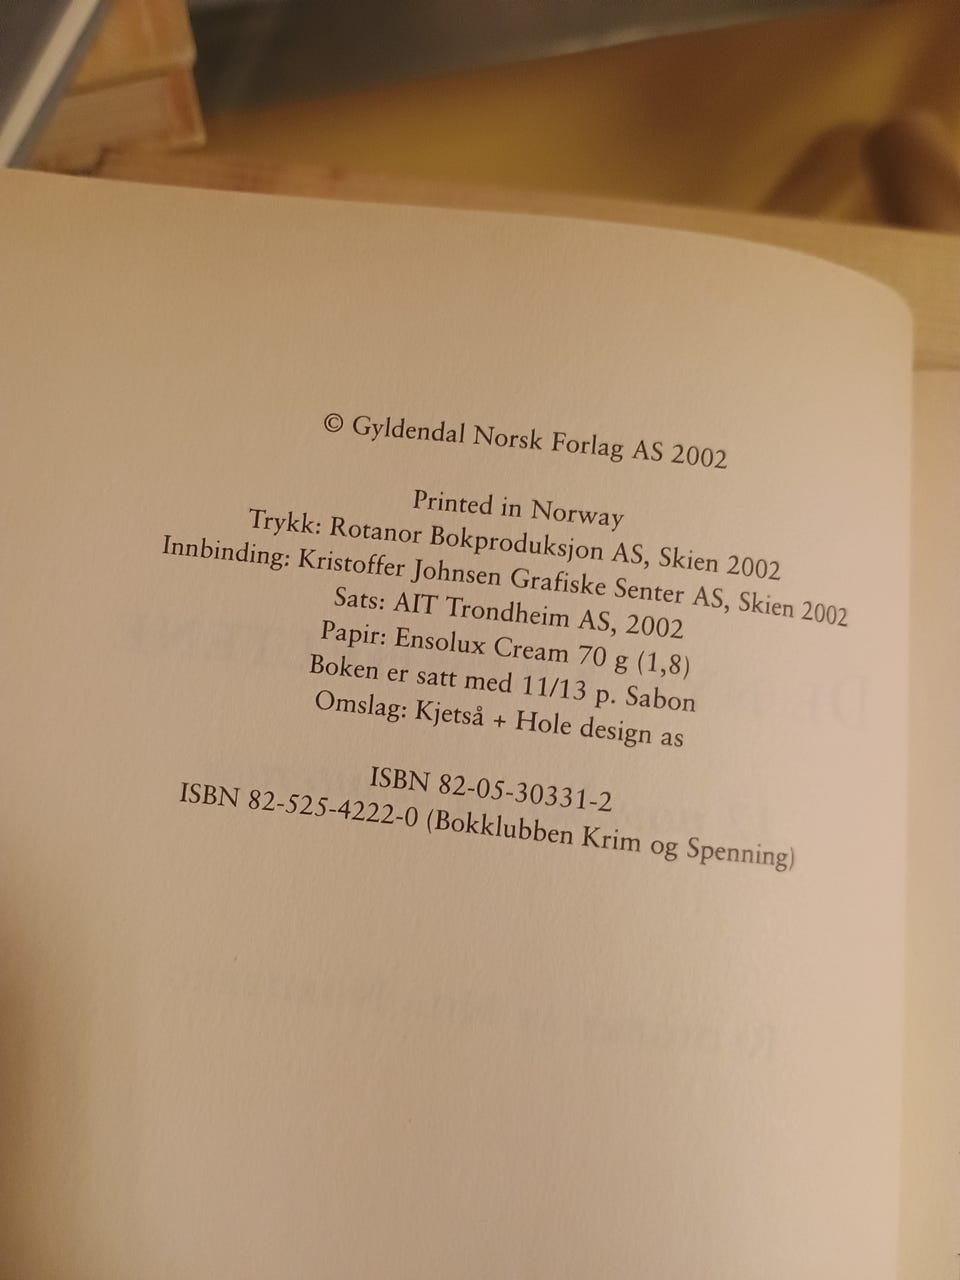 © Gyldendal Norsk Forlag AS 2002
Printed in Norway
Trykk: Rotanor Bokproduksjon AS, Skien 2002
Innbinding: Kristoffer Johnsen Grafiske Senter AS, Skien 2002
Sats: AIT Trondheim AS, 2002
Papir: Ensolux Cream 70 g (1,8)
Boken er satt med 11/13 p. Sabon
Omslag: Kjetså + Hole design as
ISBN 82-05-30331-2
ISBN 82-525-4222-0 (Bokklubben Krim og Spenning)